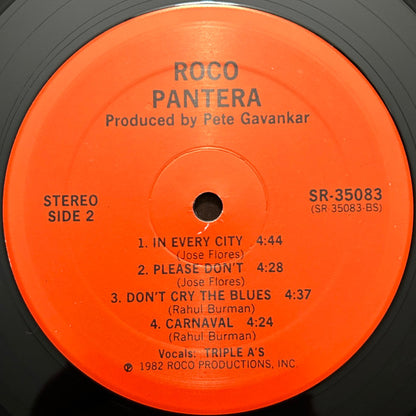 ROCO
PANTERA
Produced by Pete Gavankar
STEREO
SIDE 2
SR-35083
(SR-35083-BS)
1. IN EVERY CITY 4:44
(Jose Flores)
2. PLEASE DON'T 4:28
(Jose Flores)
3. DON'T CRY THE BLUES 4:37
(Rahul Burman)
4. CARNAVAL 4:24
(Rahul Burman)
Vocals: TRIPLE A'S
℗ 1982 ROCO PRODUCTIONS, INC.